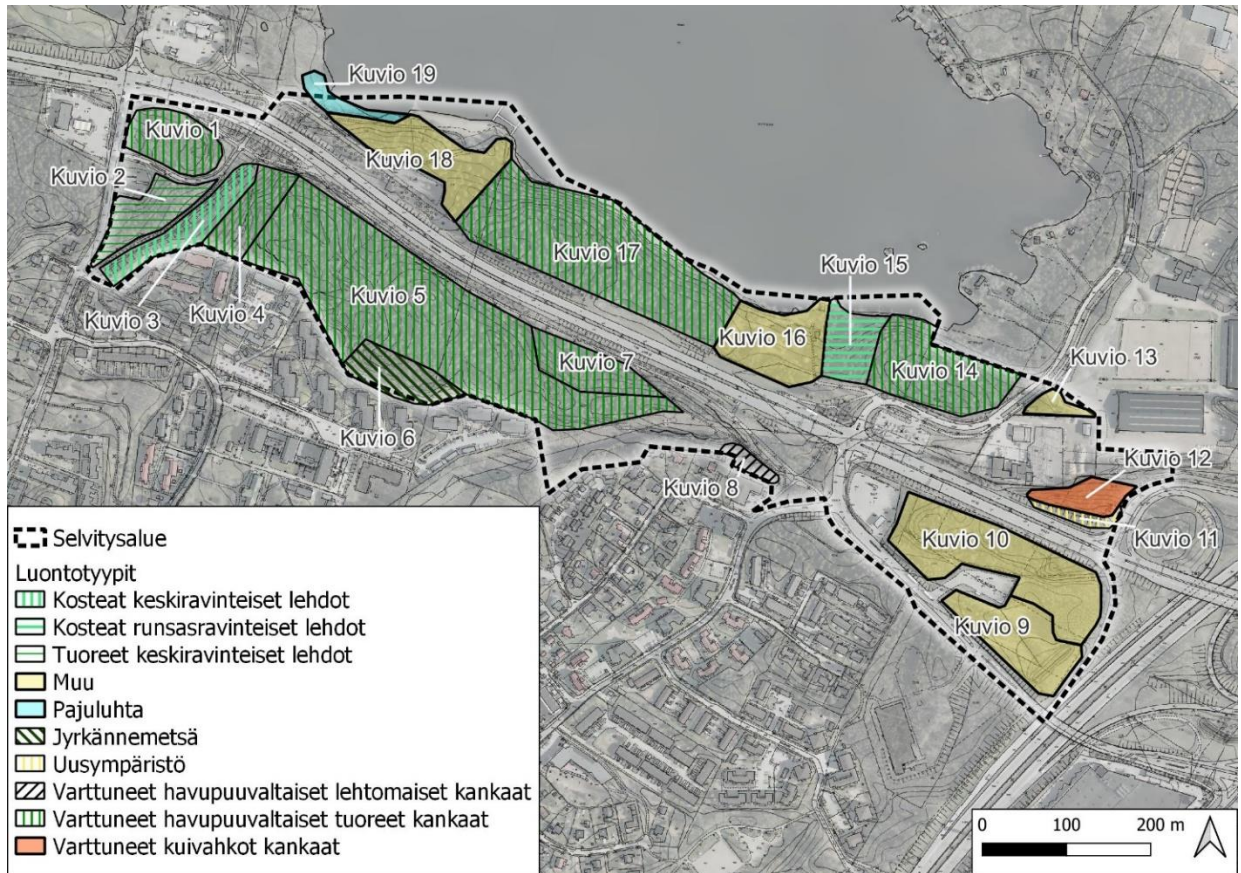 Kuvio 19
Kuvio 1
Kuvio 18
Kuvio 2
Kuvio 17
Kuvio 15
Kuvio 5
Kuvio 3
Kuvio 4
Kuvio 16
Kuvio 7
Kuvio 14
Kuvio 13
Kuvio 6
Kuvio 12
Kuvio 8
Kuvio 10
Kuvio 11
Kuvio 9
Selvitysalue
Luontotyypit
Kosteat keskiravinteiset lehdot
Kosteat runsasravinteiset lehdot
Tuoreet keskiravinteiset lehdot
Muu
Pajuluhta
Jyrkännemetsä
Uusympäristö
Varttuneet havupuuvaltaiset lehtomaiset kankaat
Varttuneet havupuuvaltaiset tuoreet kankaat
Varttuneet kuivahkot kankaat
0 100 200 m